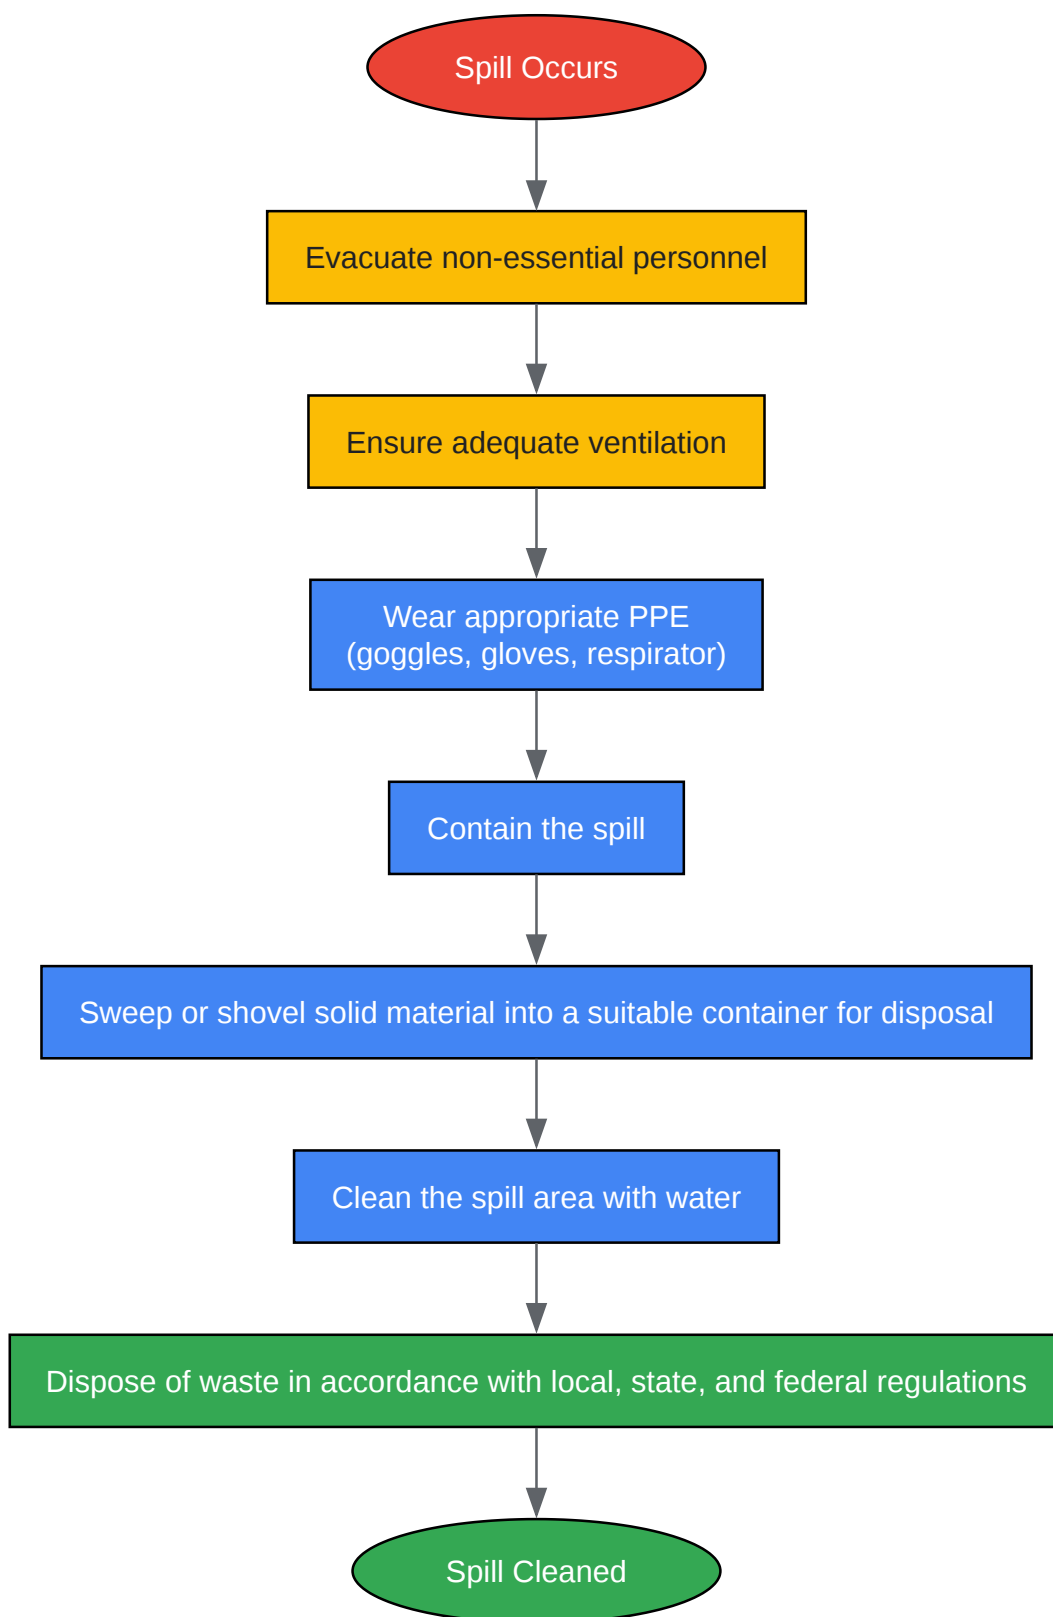 Spill Occurs
Evacuate non-essential personnel
Ensure adequate ventilation
Wear appropriate PPE
(goggles, gloves, respirator)
Contain the spill
Sweep or shovel solid material into a suitable container for disposal
Clean the spill area with water
Dispose of waste in accordance with local, state, and federal regulations
Spill Cleaned